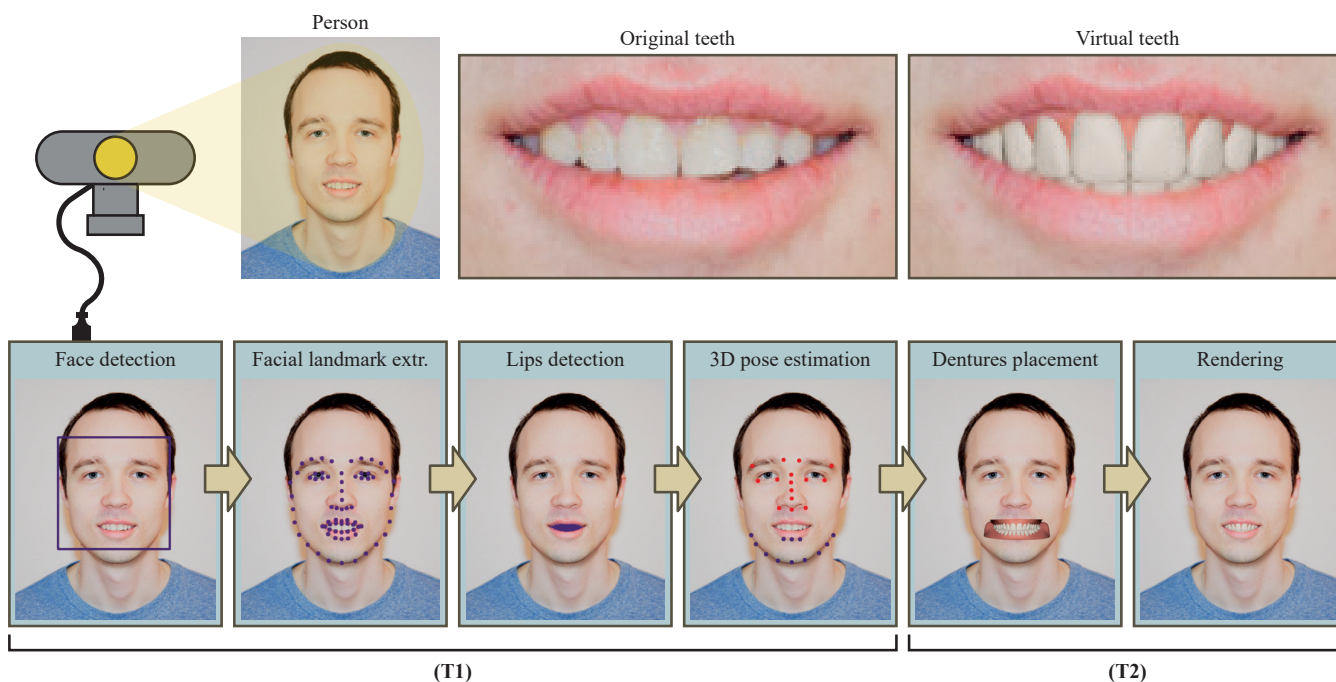 Person
Original teeth
Virtual teeth
Face detection
Facial landmark extr.
Lips detection
3D pose estimation
Dentures placement
Rendering
(T1)
(T2)